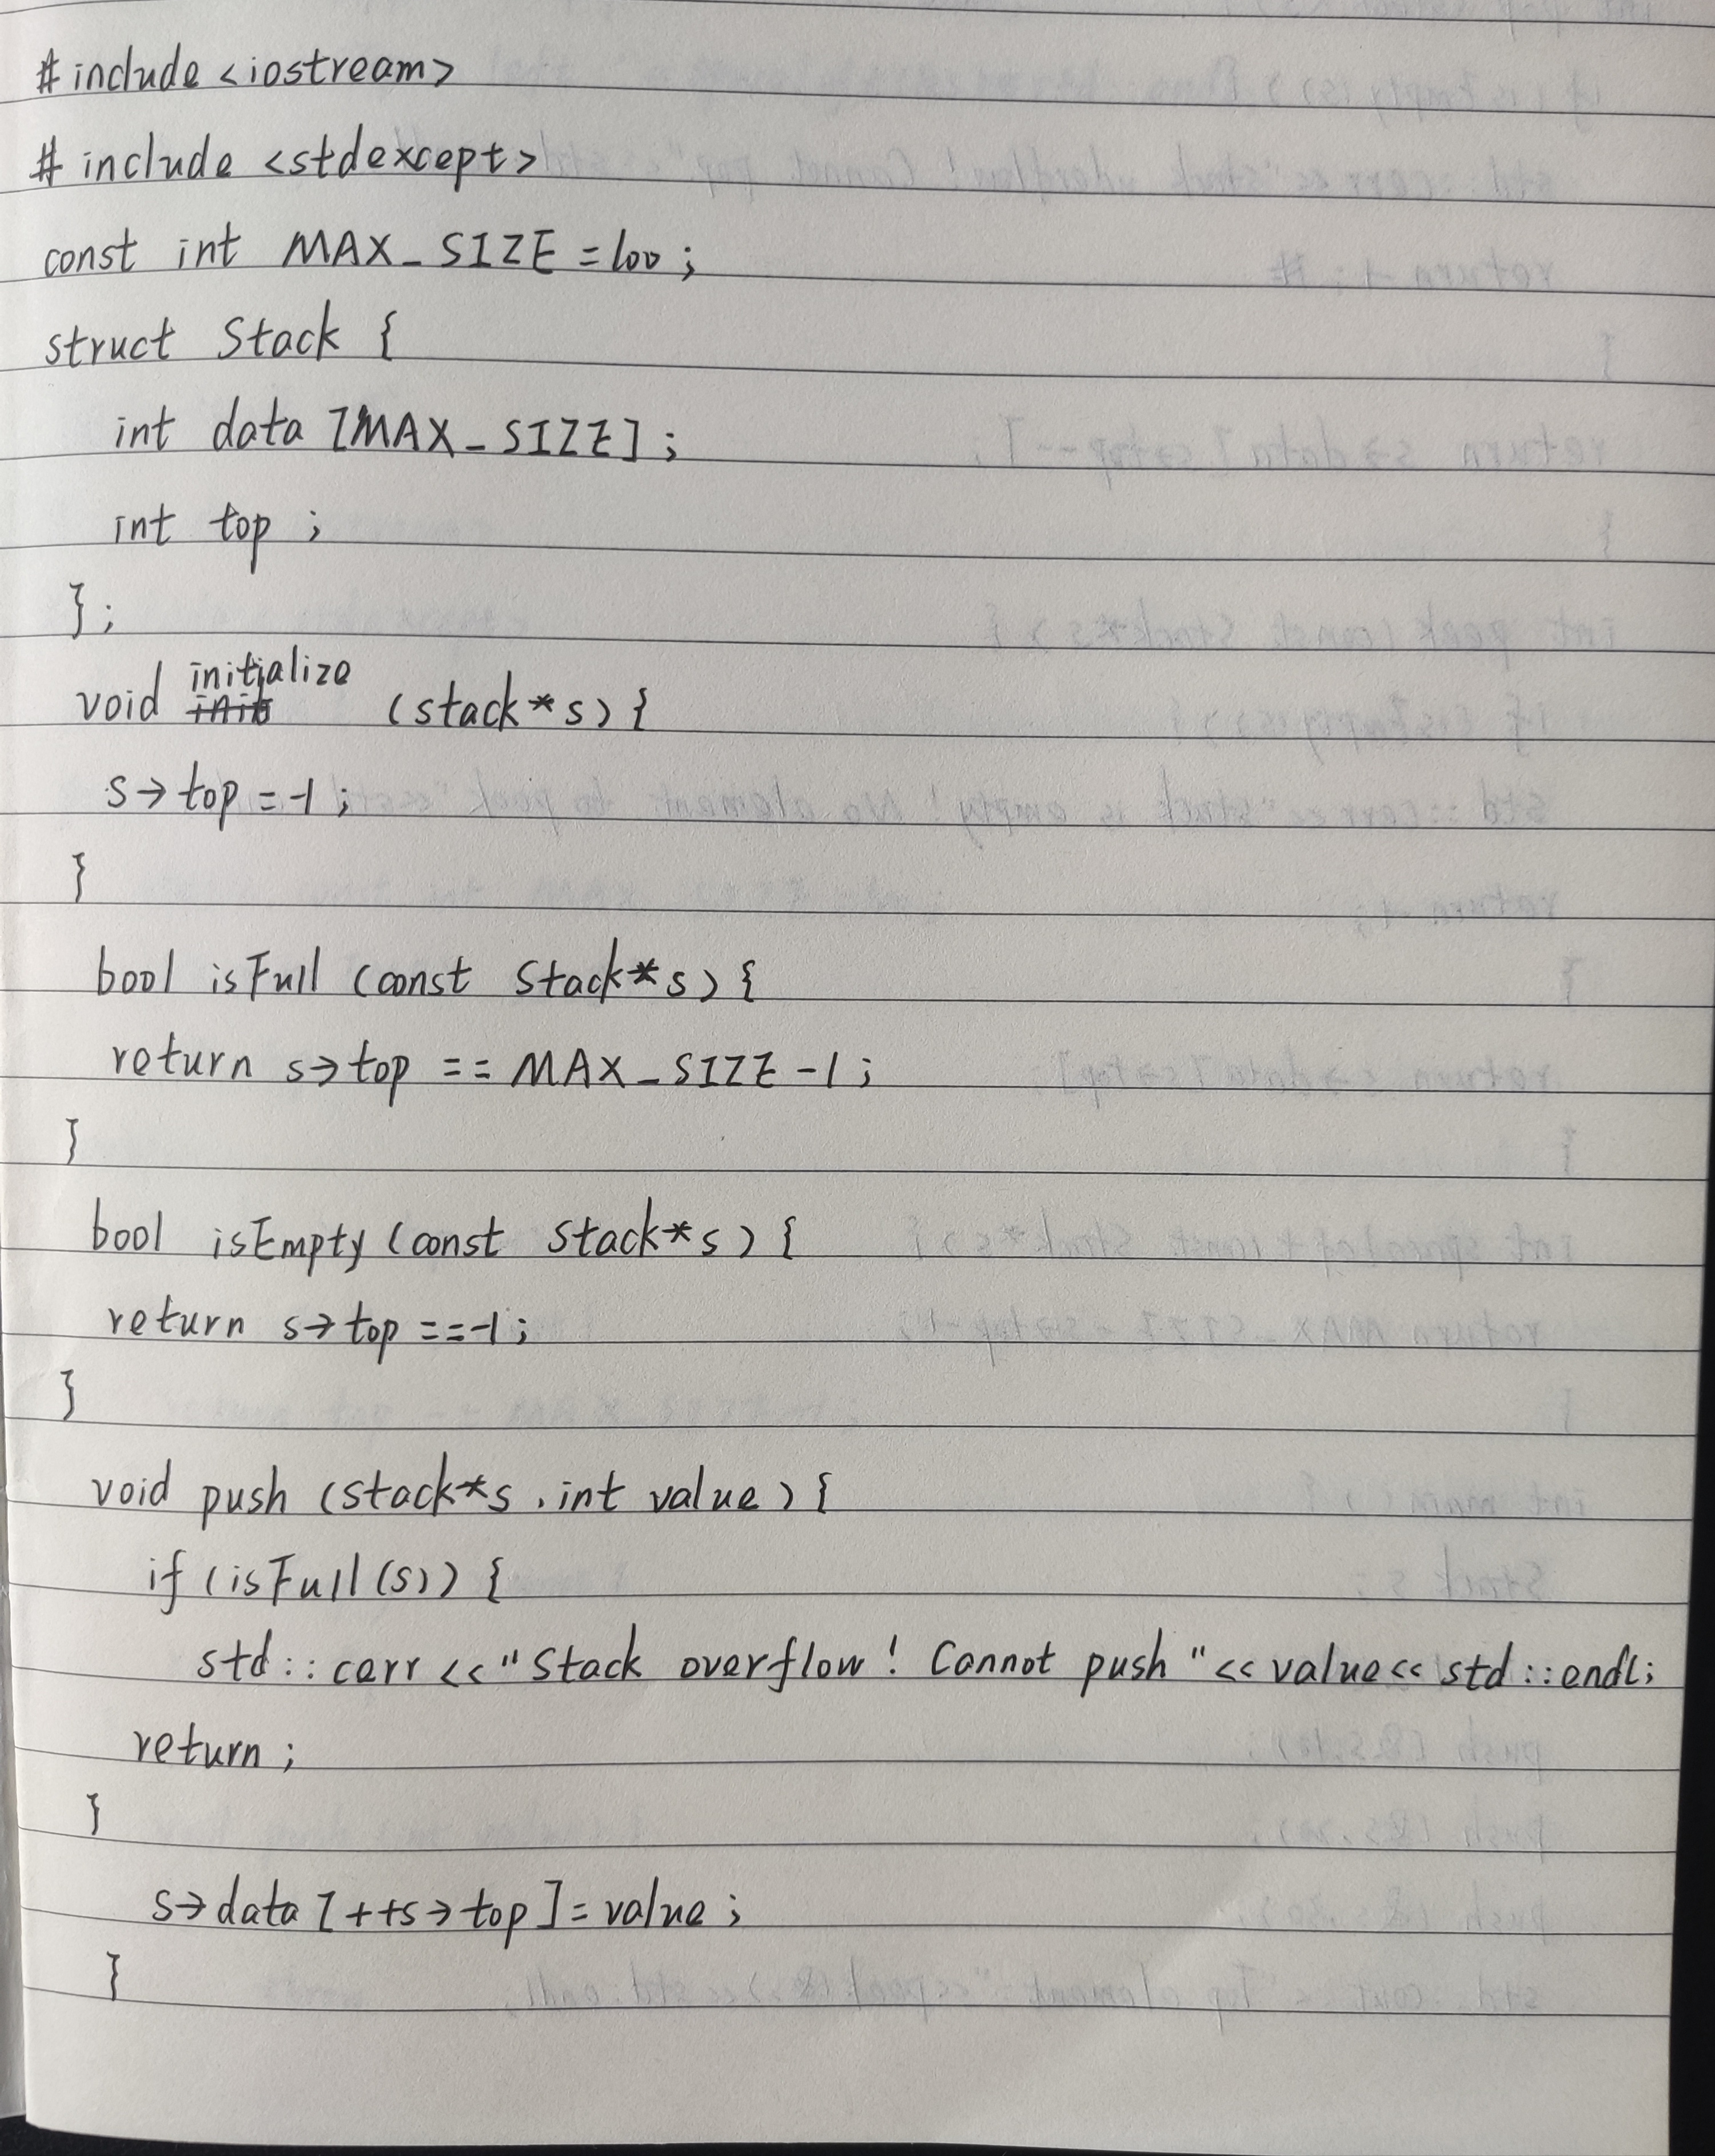 #include <iostream>
# include <stdexcept>
const int MAX_SIZE = 100;
struct Stack {
int data [MAX_SIZE];
int top ;
};
void initialize (stack*s){
s→top = -1;
}
bool isFull (const Stack*s){
return s→top == MAX_SIZE -1;
}
bool isEmpty (const Stack*s){
return s→top ==-1;
}
void push (stack*s , int value ){
if (isFull(s)) {
std::cerr <<"Stack overflow! Cannot push "<< value<< std::endl;
return ;
}
s→data [++s→top] = value ;
}